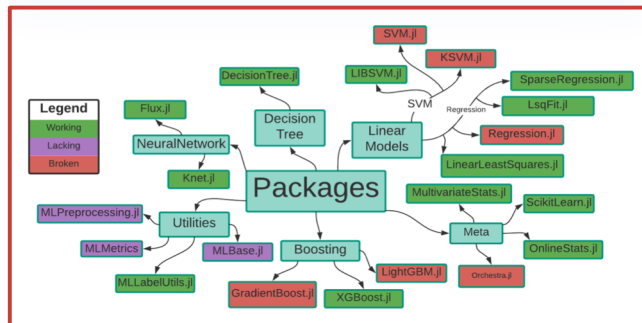 SVM.jl
KSVM.jl
LIBSVM.jl
SVM
DecisionTree.jl
SparseRegression.jl
Regression
LsqFit.jl
Legend
Working
Lacking
Broken
Flux.jl
Decision
Tree
Linear
Models
Regression.jl
NeuralNetwork
LinearLeastSquares.jl
Knet.jl
Packages
MultivariateStats.jl
ScikitLearn.jl
MLPreprocessing.jl
Utilities
Meta
MLMetrics
MLBase.jl
Boosting
OnlineStats.jl
MLLabelUtils.jl
LightGBM.jl
Orchestra.jl
GradientBoost.jl
XGBoost.jl